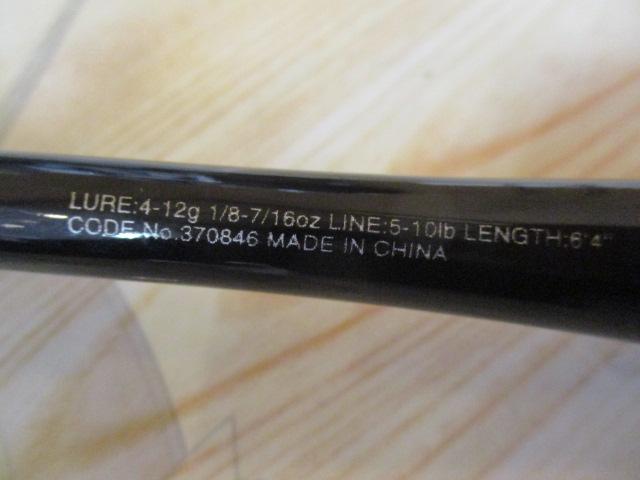 LURE:4-12g 1/8-7/16oz LINE:5-10lb LENGTH:6'4"
CODE.No.370846 MADE IN CHINA